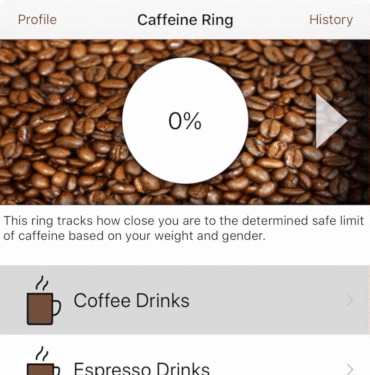 Profile Caffeine Ring History
0%
This ring tracks how close you are to the determined safe limit
of caffeine based on your weight and gender.
Coffee Drinks
Espresso Drinks